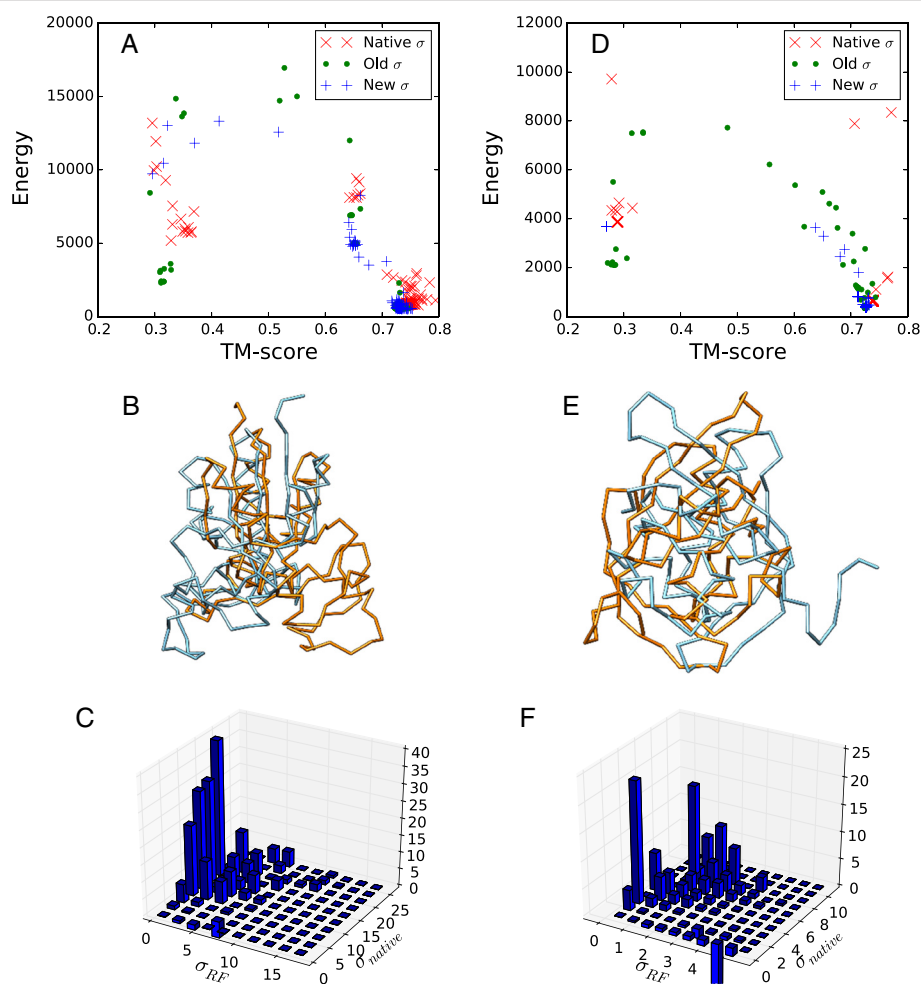 A
20000
15000
10000
5000
0
Energy
0.2 0.3 0.4 0.5 0.6 0.7 0.8
TM-score
Native σ
Old σ
New σ
D
12000
10000
8000
6000
4000
2000
0
Energy
0.2 0.3 0.4 0.5 0.6 0.7 0.8
TM-score
Native σ
Old σ
New σ
B
E
C
40
35
30
25
20
15
10
5
0
0 5 10 15
σRF
0 5 10 15 20 25
σnative
F
25
20
15
10
5
0
0 1 2 3 4
σRF
0 2 4 6 8 10
σnative